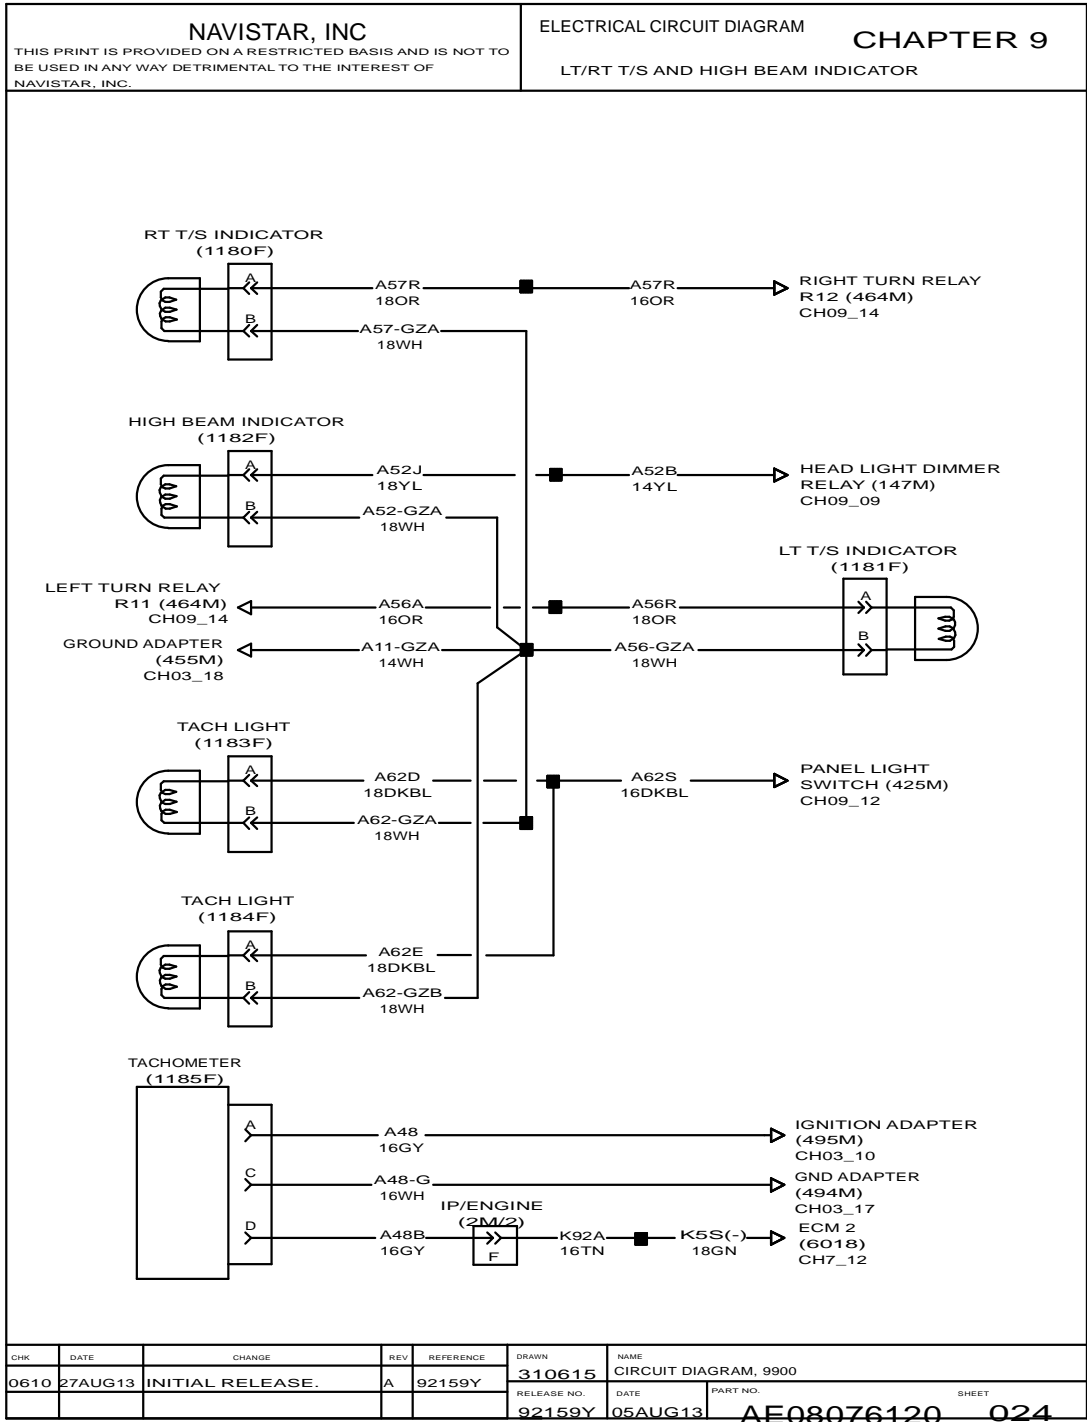 NAVISTAR, INC
THIS PRINT IS PROVIDED ON A RESTRICTED BASIS AND IS NOT TO
BE USED IN ANY WAY DETRIMENTAL TO THE INTEREST OF
NAVISTAR, INC.
ELECTRICAL CIRCUIT DIAGRAM
CHAPTER 9
LT/RT T/S AND HIGH BEAM INDICATOR
RT T/S INDICATOR
(1180F)
A
A57R
18OR
A57R
16OR
RIGHT TURN RELAY
R12 (464M)
CH09_14
B
A57-GZA
18WH
HIGH BEAM INDICATOR
(1182F)
A
A52J
18YL
A52B
14YL
HEAD LIGHT DIMMER
RELAY (147M)
CH09_09
B
A52-GZA
18WH
LT T/S INDICATOR
(1181F)
LEFT TURN RELAY
R11 (464M)
CH09_14
A56A
16OR
A56R
18OR
A
GROUND ADAPTER
(455M)
CH03_18
A11-GZA
14WH
A56-GZA
18WH
B
TACH LIGHT
(1183F)
A
A62D
18DKBL
A62S
16DKBL
PANEL LIGHT
SWITCH (425M)
CH09_12
B
A62-GZA
18WH
TACH LIGHT
(1184F)
A
A62E
18DKBL
B
A62-GZB
18WH
TACHOMETER
(1185F)
A
A48
16GY
IGNITION ADAPTER
(495M)
CH03_10
C
A48-G
16WH
GND ADAPTER
(494M)
CH03_17
IP/ENGINE
(2M/2)
D
A48B
16GY
F
K92A
16TN
K5S(-)
18GN
ECM 2
(6018)
CH7_12
CHK DATE CHANGE REV REFERENCE
0610 27AUG13 INITIAL RELEASE. A 92159Y
DRAWN
310615
NAME
CIRCUIT DIAGRAM, 9900
RELEASE NO.
92159Y
DATE
05AUG13
PART NO.
AE08076120
SHEET
024